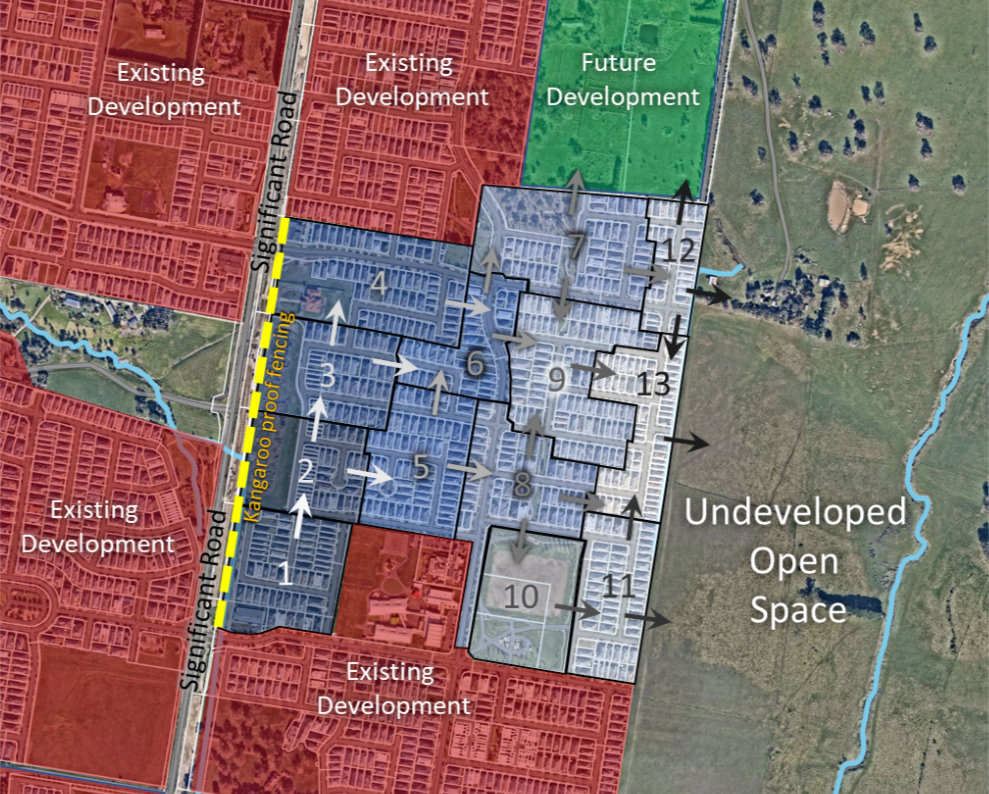 Existing
Development
Existing
Development
Future
Development
Significant Road
Kangaroo proof fencing
4
7
12
3
6
9
13
2
5
8
1
10
11
Existing
Development
Undeveloped
Open
Space
Significant Road
Existing
Development